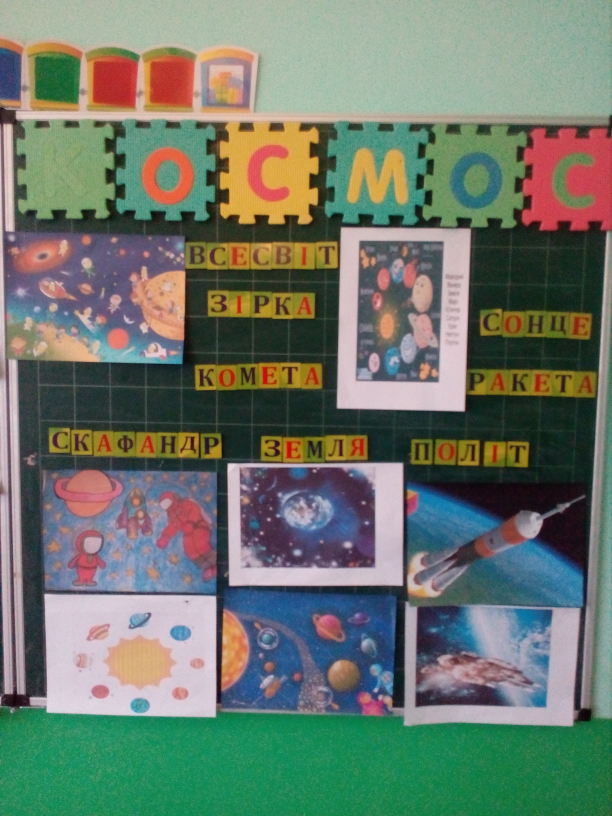 КОСМОС
ВСЕСВІТ
ЗІРКА
СОНЦЕ
КОМЕТА
РАКЕТА
СКАФАНДР
ЗЕМЛЯ
ПОЛІТ